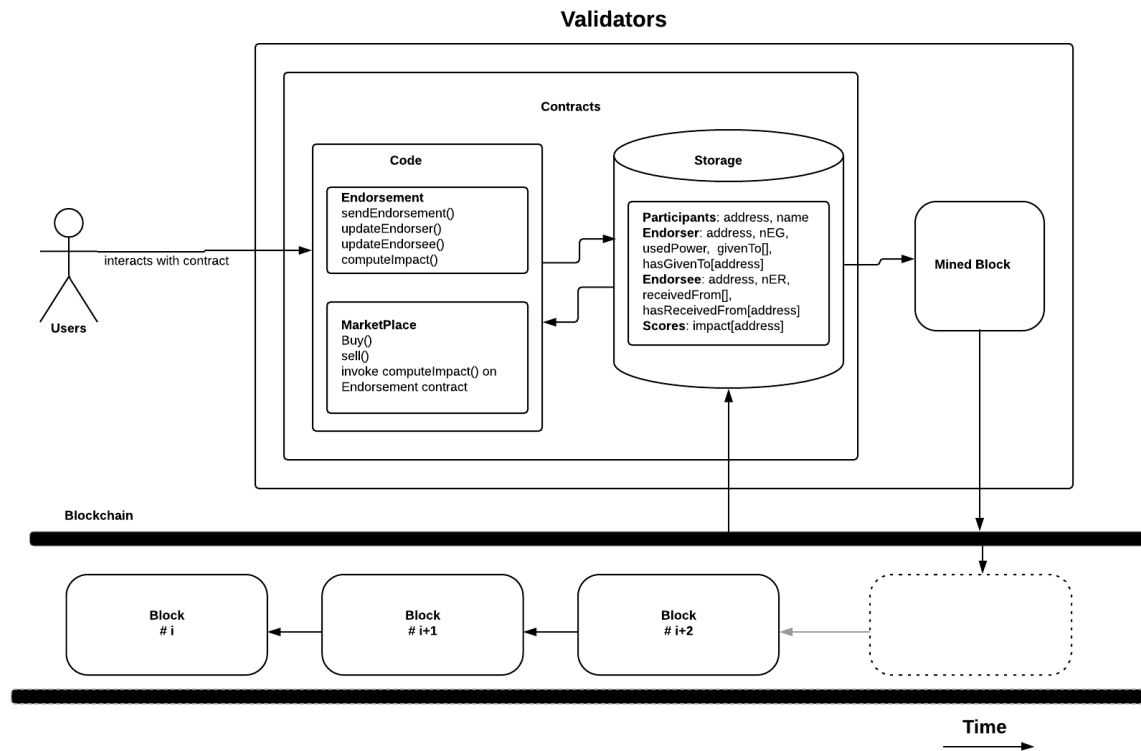 Validators
Contracts
Code
Endorsement
sendEndorsement()
updateEndorser()
updateEndorsee()
computeImpact()
MarketPlace
Buy()
sell()
invoke computeImpact() on
Endorsement contract
Storage
Participants: address, name
Endorser: address, nEG,
usedPower, givenTo[],
hasGivenTo[address]
Endorsee: address, nER,
receivedFrom[],
hasReceivedFrom[address]
Scores: impact[address]
Mined Block
interacts with contract
Users
Blockchain
Block
# i
Block
# i+1
Block
# i+2
Time